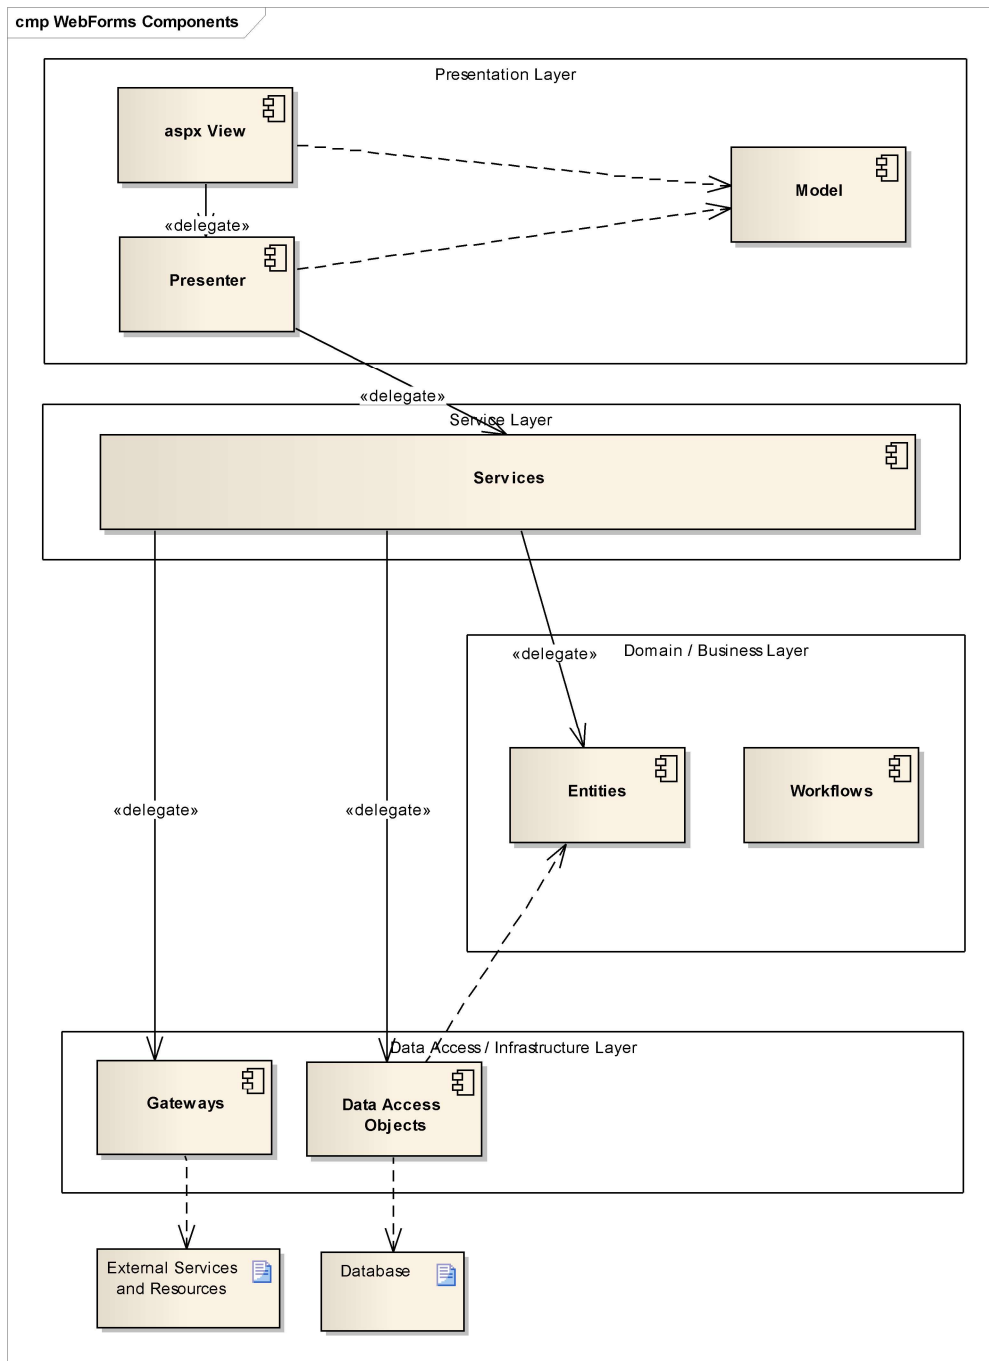 cmp WebForms Components
Presentation Layer
aspx View
Model
«delegate»
Presenter
«delegate»
Service Layer
Services
«delegate»
Domain / Business Layer
Entities
Workflows
«delegate»
«delegate»
Data Access / Infrastructure Layer
Gateways
Data Access
Objects
External Services
and Resources
Database